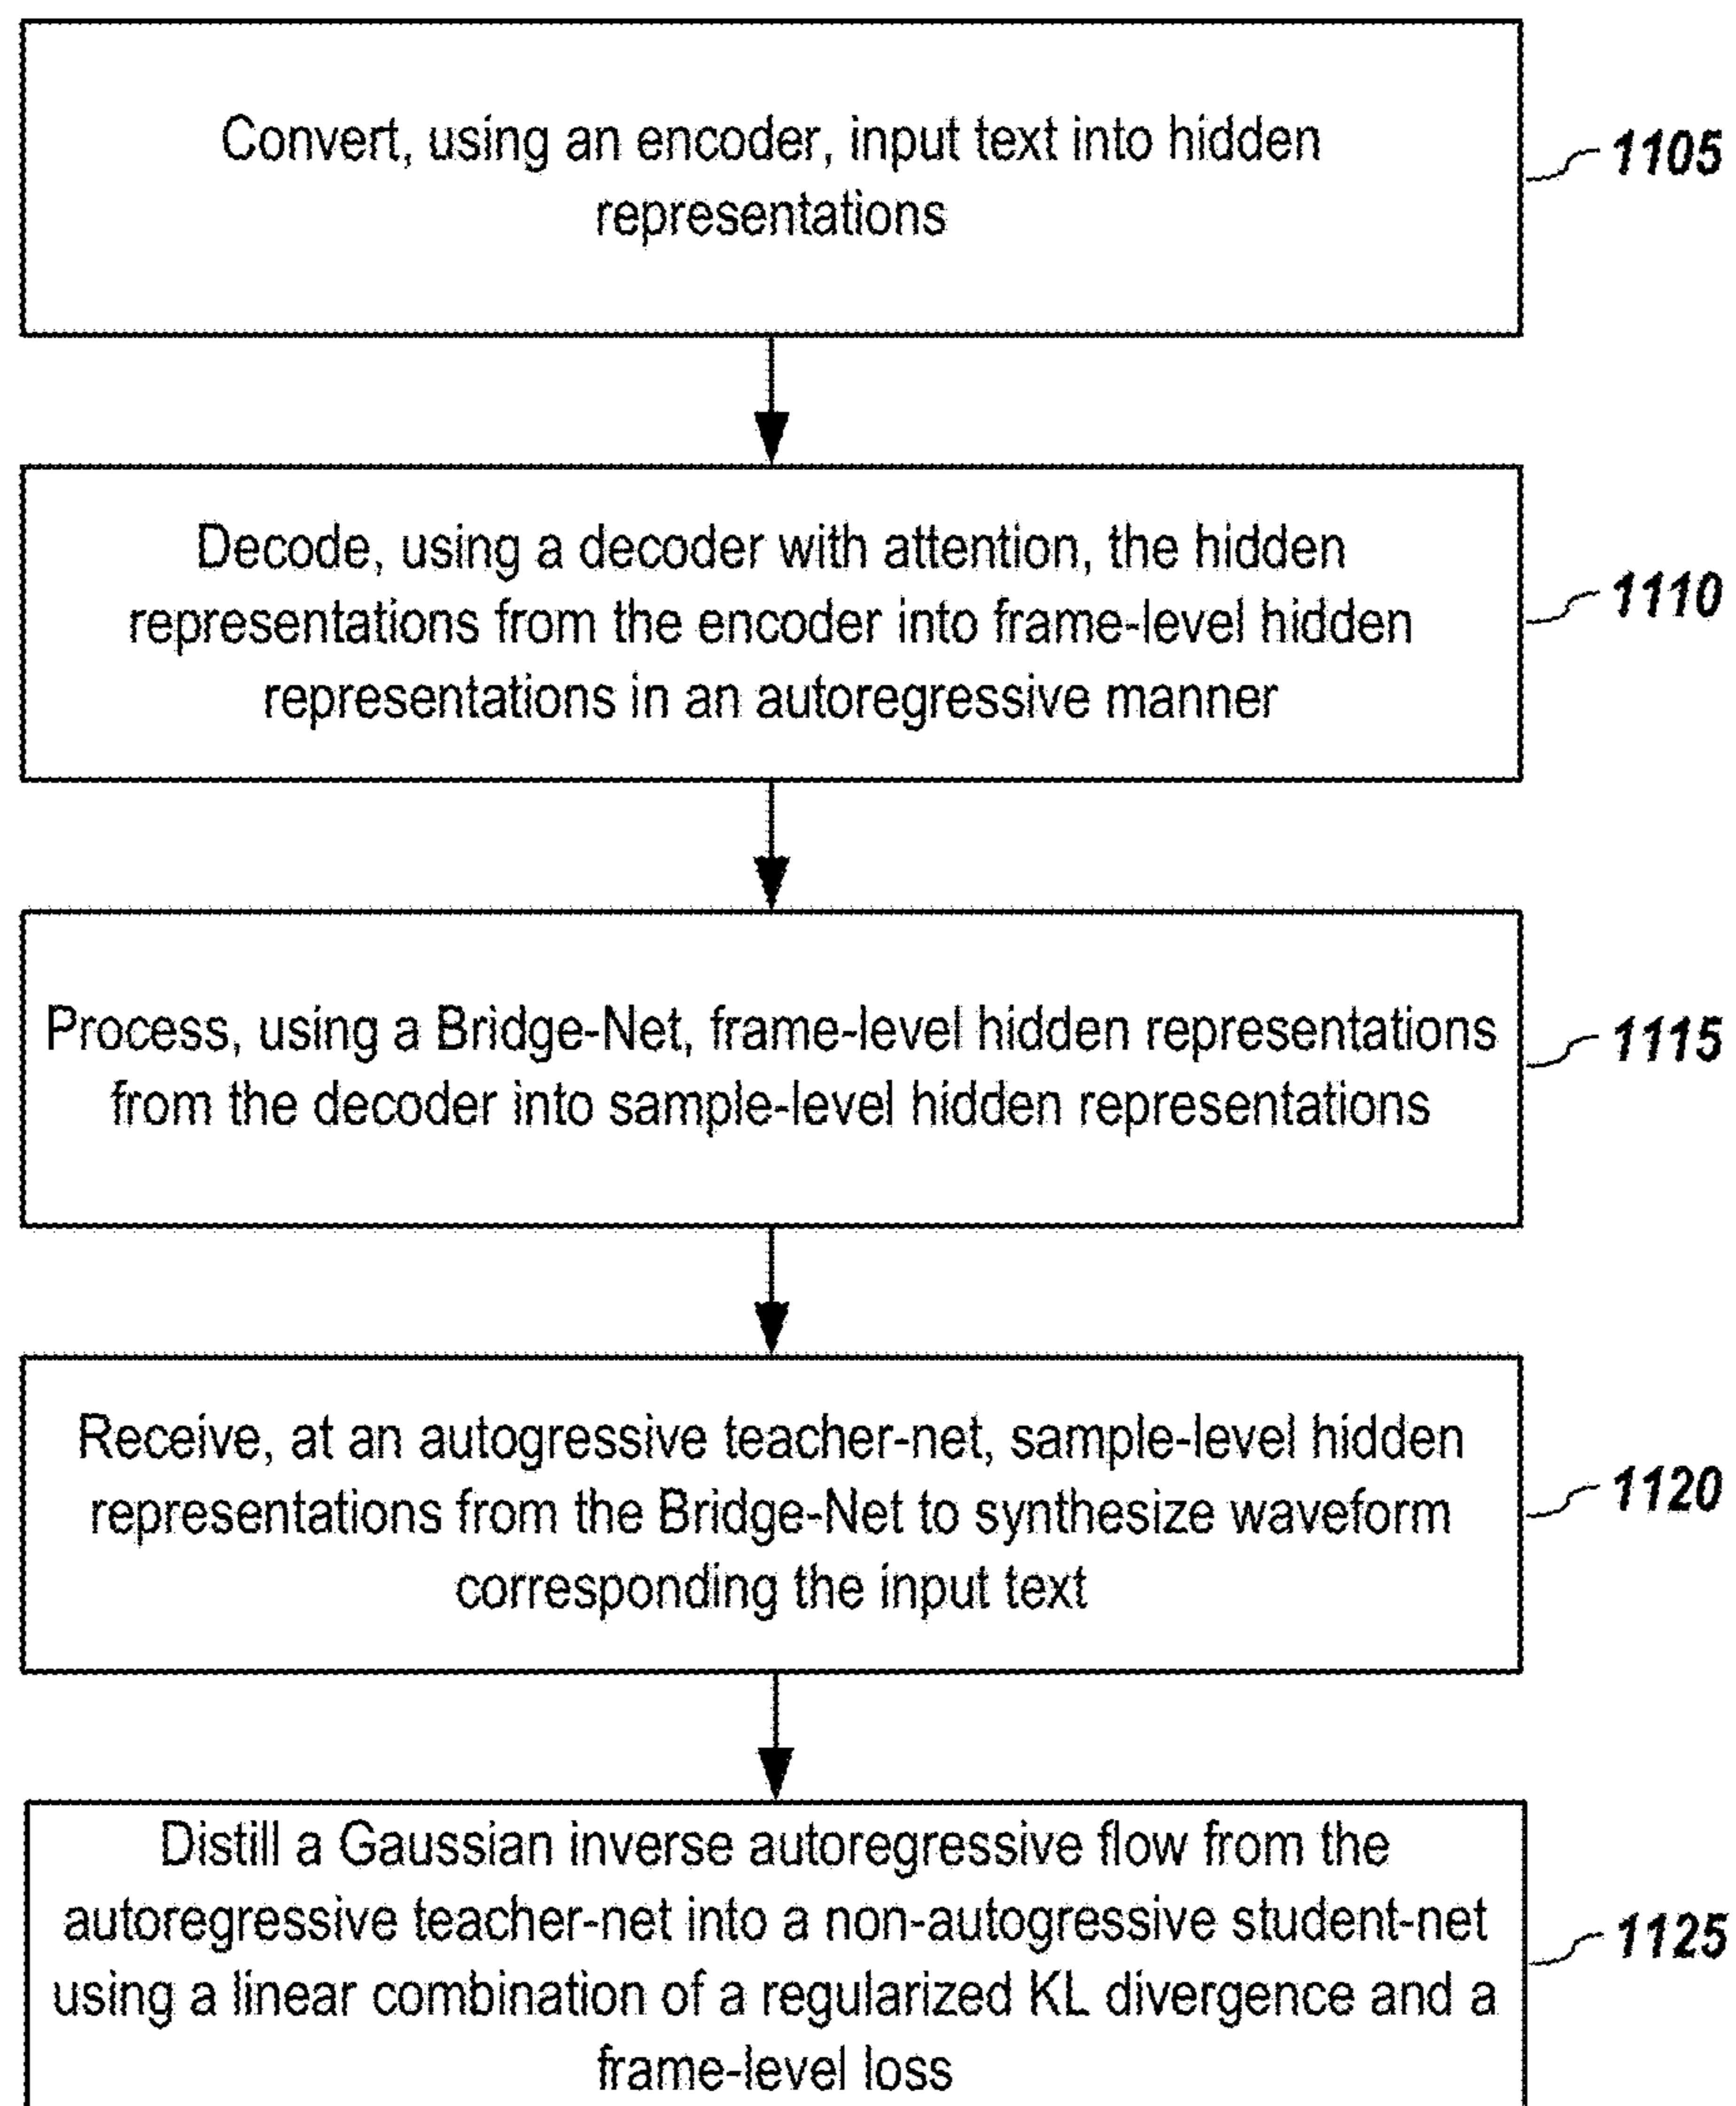 Convert, using an encoder, input text into hidden
representations
1105
Decode, using a decoder with attention, the hidden
representations from the encoder into frame-level hidden
representations in an autoregressive manner
1110
Process, using a Bridge-Net, frame-level hidden representations
from the decoder into sample-level hidden representations
1115
Receive, at an autogressive teacher-net, sample-level hidden
representations from the Bridge-Net to synthesize waveform
corresponding the input text
1120
Distill a Gaussian inverse autoregressive flow from the
autoregressive teacher-net into a non-autogressive student-net
using a linear combination of a regularized KL divergence and a
frame-level loss
1125